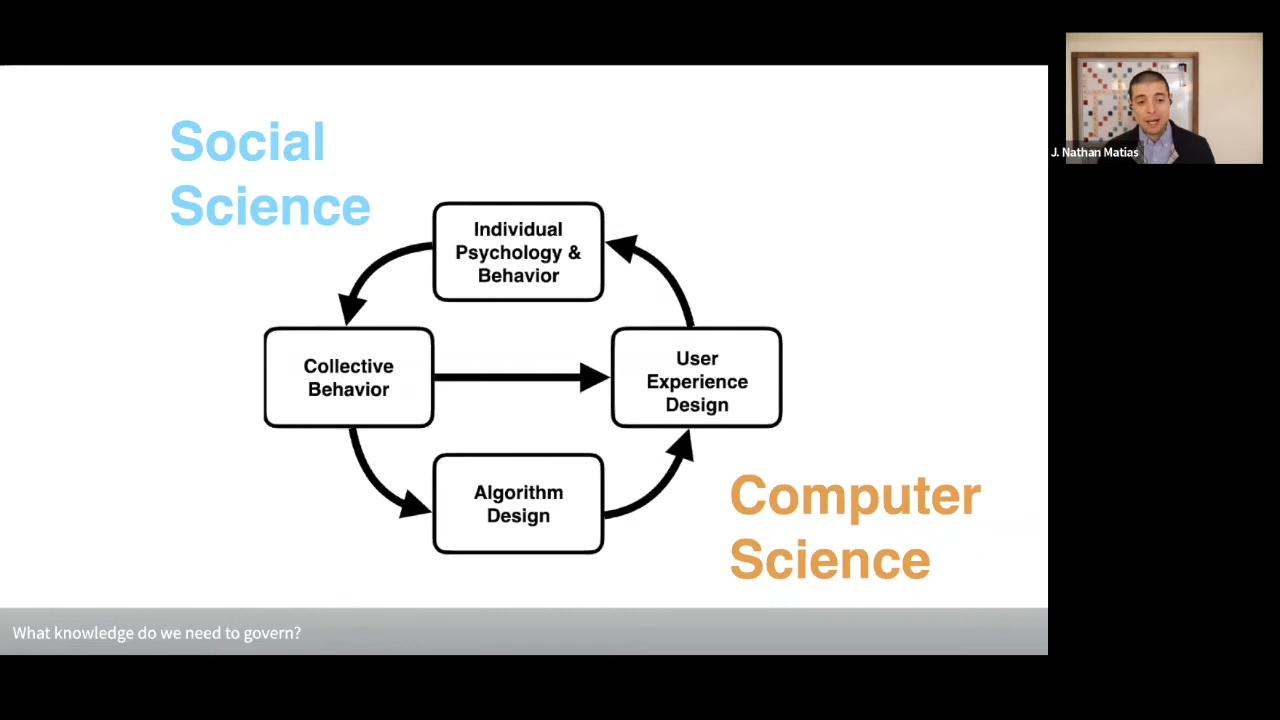 Social
Science
Individual
Psychology &
Behavior
Collective
Behavior
User
Experience
Design
Algorithm
Design
Computer
Science
What knowledge do we need to govern?
J. Nathan Matias